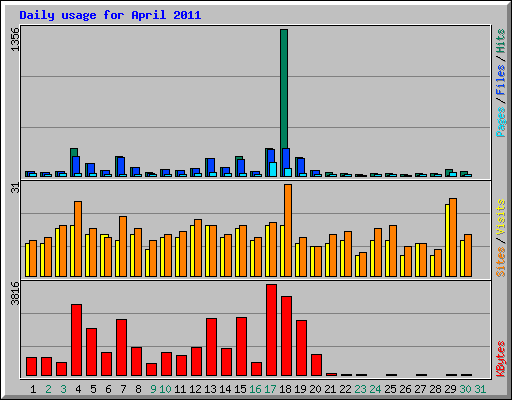 Daily usage for April 2011
1356
Pages / Files / Hits
31
Sites / Visits
3816
KBytes
1 2 3 4 5 6 7 8 9 10 11 12 13 14 15 16 17 18 19 20 21 22 23 24 25 26 27 28 29 30 31